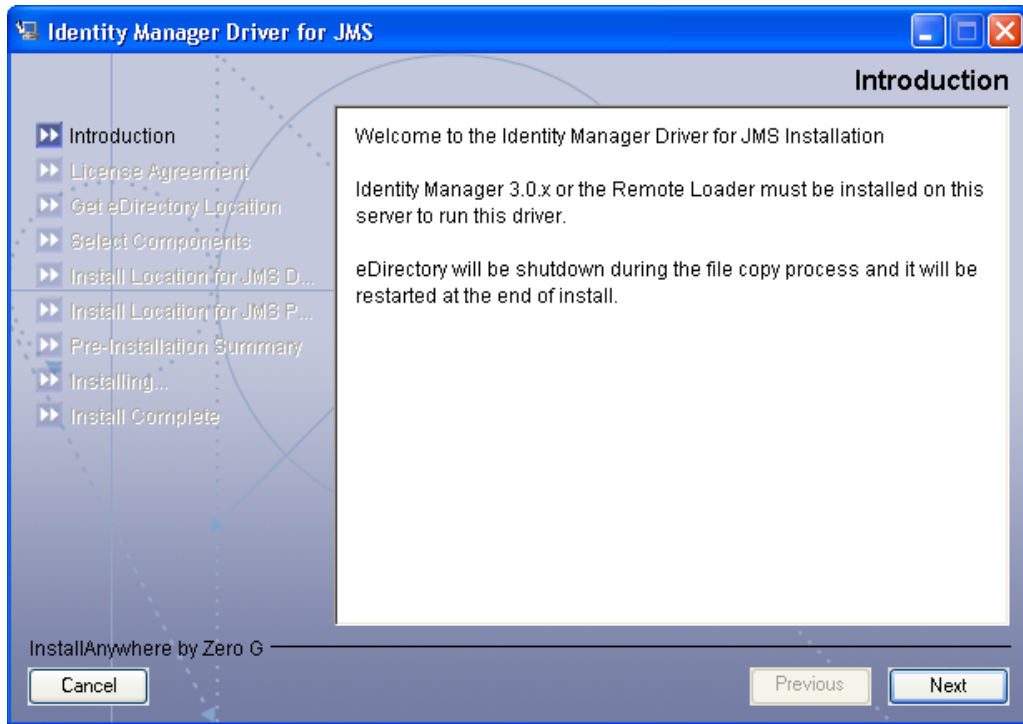 Identity Manager Driver for JMS
Introduction
Introduction
License Agreement
Get eDirectory Location
Select Components
Install Location for JMS D...
Install Location for JMS P...
Pre-Installation Summary
Installing...
Install Complete
Welcome to the Identity Manager Driver for JMS Installation
Identity Manager 3.0.x or the Remote Loader must be installed on this
server to run this driver.
eDirectory will be shutdown during the file copy process and it will be
restarted at the end of install.
InstallAnywhere by Zero G
Cancel
Previous
Next